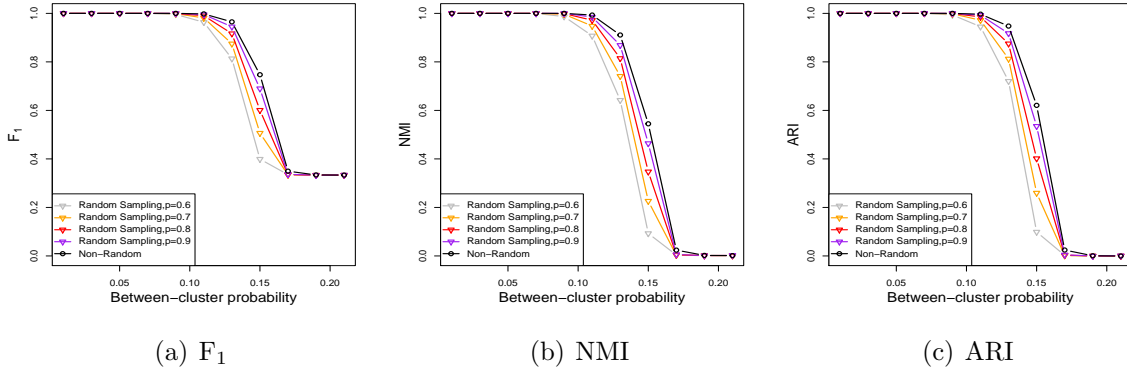 F1
1.0
0.8
0.6
0.4
0.2
0.0
Random Sampling,p=0.6
Random Sampling,p=0.7
Random Sampling,p=0.8
Random Sampling,p=0.9
Non−Random
0.05 0.10 0.15 0.20
Between−cluster probability
(a) F1
NMI
1.0
0.8
0.6
0.4
0.2
0.0
Random Sampling,p=0.6
Random Sampling,p=0.7
Random Sampling,p=0.8
Random Sampling,p=0.9
Non−Random
0.05 0.10 0.15 0.20
Between−cluster probability
(b) NMI
ARI
1.0
0.8
0.6
0.4
0.2
0.0
Random Sampling,p=0.6
Random Sampling,p=0.7
Random Sampling,p=0.8
Random Sampling,p=0.9
Non−Random
0.05 0.10 0.15 0.20
Between−cluster probability
(c) ARI